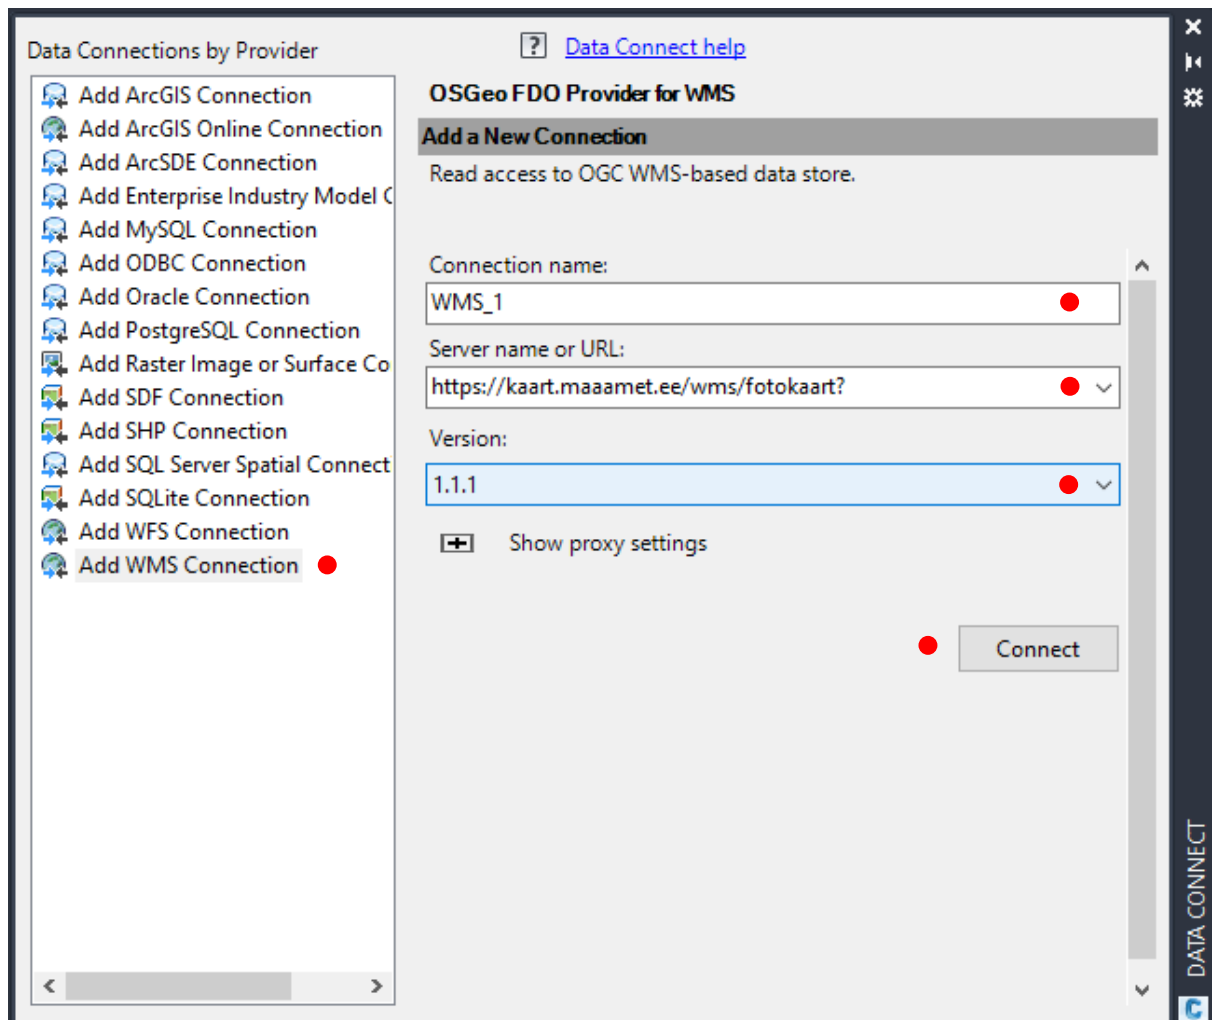 Data Connections by Provider
Add ArcGIS Connection
Add ArcGIS Online Connection
Add ArcSDE Connection
Add Enterprise Industry Model C
Add MySQL Connection
Add ODBC Connection
Add Oracle Connection
Add PostgreSQL Connection
Add Raster Image or Surface Co
Add SDF Connection
Add SHP Connection
Add SQL Server Spatial Connect
Add SQLite Connection
Add WFS Connection
Add WMS Connection
? Data Connect help
OSGeo FDO Provider for WMS
Add a New Connection
Read access to OGC WMS-based data store.
Connection name:
WMS_1
Server name or URL:
https://kaart.maaamet.ee/wms/fotokaart?
Version:
1.1.1
Show proxy settings
Connect
DATA CONNECT
C